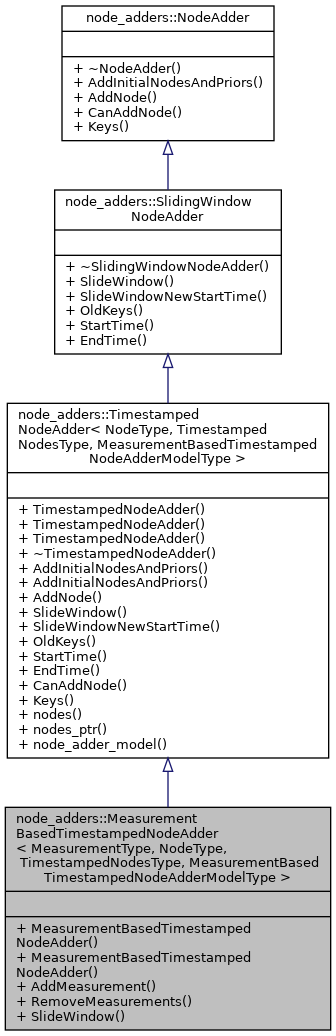 node_adders::NodeAdder
+ ~NodeAdder()
+ AddInitialNodesAndPriors()
+ AddNode()
+ CanAddNode()
+ Keys()
node_adders::SlidingWindow
NodeAdder
+ ~SlidingWindowNodeAdder()
+ SlideWindow()
+ SlideWindowNewStartTime()
+ OldKeys()
+ StartTime()
+ EndTime()
node_adders::Timestamped
NodeAdder< NodeType, Timestamped
NodesType, MeasurementBasedTimestamped
NodeAdderModelType >
+ TimestampedNodeAdder()
+ TimestampedNodeAdder()
+ TimestampedNodeAdder()
+ ~TimestampedNodeAdder()
+ AddInitialNodesAndPriors()
+ AddInitialNodesAndPriors()
+ AddNode()
+ SlideWindow()
+ SlideWindowNewStartTime()
+ OldKeys()
+ StartTime()
+ EndTime()
+ CanAddNode()
+ Keys()
+ nodes()
+ nodes_ptr()
+ node_adder_model()
node_adders::Measurement
BasedTimestampedNodeAdder
< MeasurementType, NodeType,
TimestampedNodesType, MeasurementBased
TimestampedNodeAdderModelType >
+ MeasurementBasedTimestamped
NodeAdder()
+ MeasurementBasedTimestamped
NodeAdder()
+ AddMeasurement()
+ RemoveMeasurements()
+ SlideWindow()